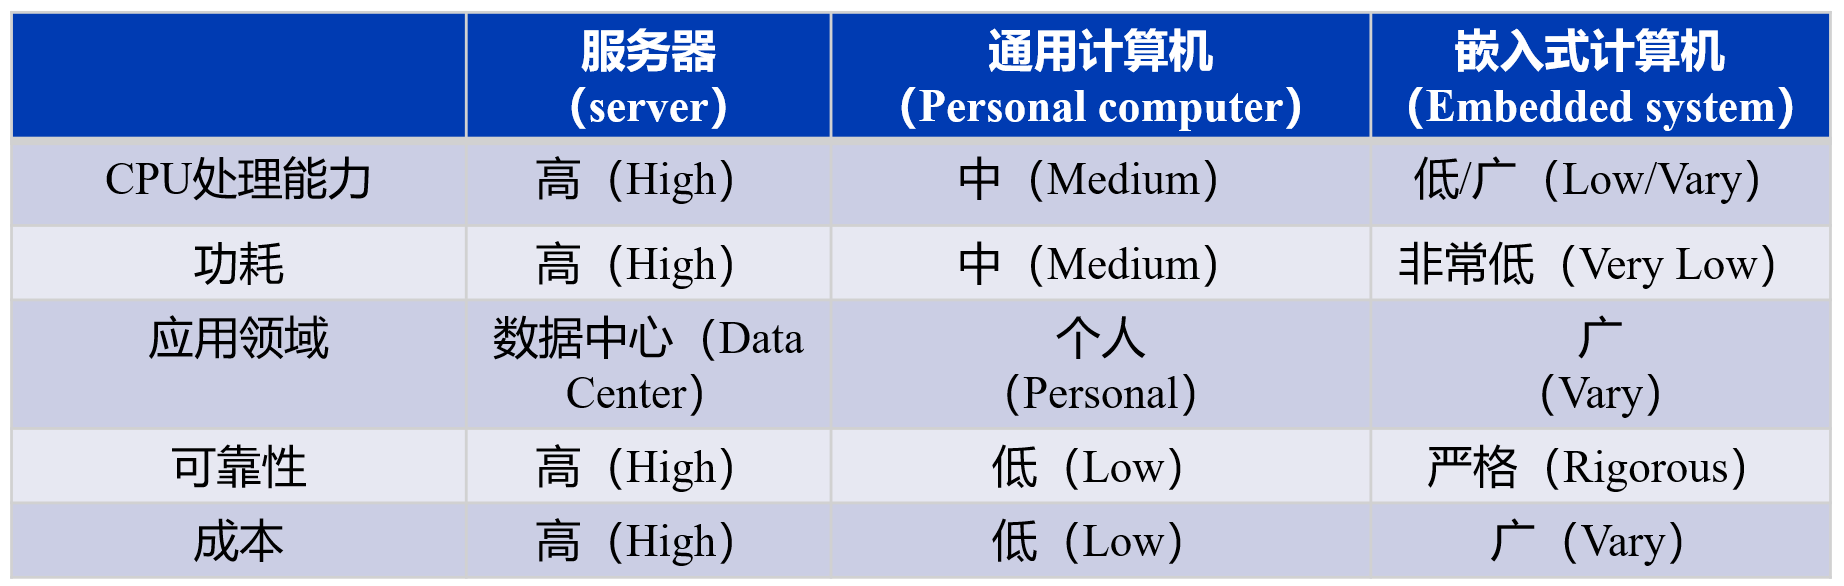 服务器
（server）
通用计算机
（Personal computer）
嵌入式计算机
（Embedded system）
CPU处理能力
高（High）
中（Medium）
低/广（Low/Vary）
功耗
高（High）
中（Medium）
非常低（Very Low）
应用领域
数据中心（Data
Center）
个人
（Personal）
广
（Vary）
可靠性
高（High）
低（Low）
严格（Rigorous）
成本
高（High）
低（Low）
广（Vary）